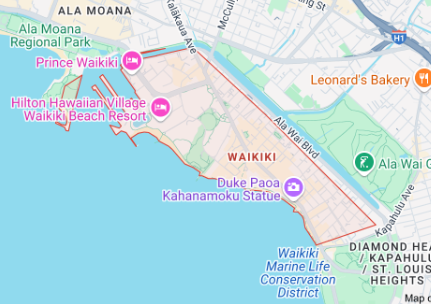 ALA MOANA
Kalākaua Ave
Ala Moana
Regional Park
Prince Waikiki
H1
Leonard's Bakery
Hilton Hawaiian Village
Waikiki Beach Resort
Ala Wai Blvd
WAIKIKI
Ala Wai G
Duke Paoa
Kahanamoku Statue
Kapahulu Ave
Waikiki
Marine Life
Conservation
District
DIAMOND HEA
/ KAPAHULU
/ ST. LOUIS
HEIGHTS
Map d